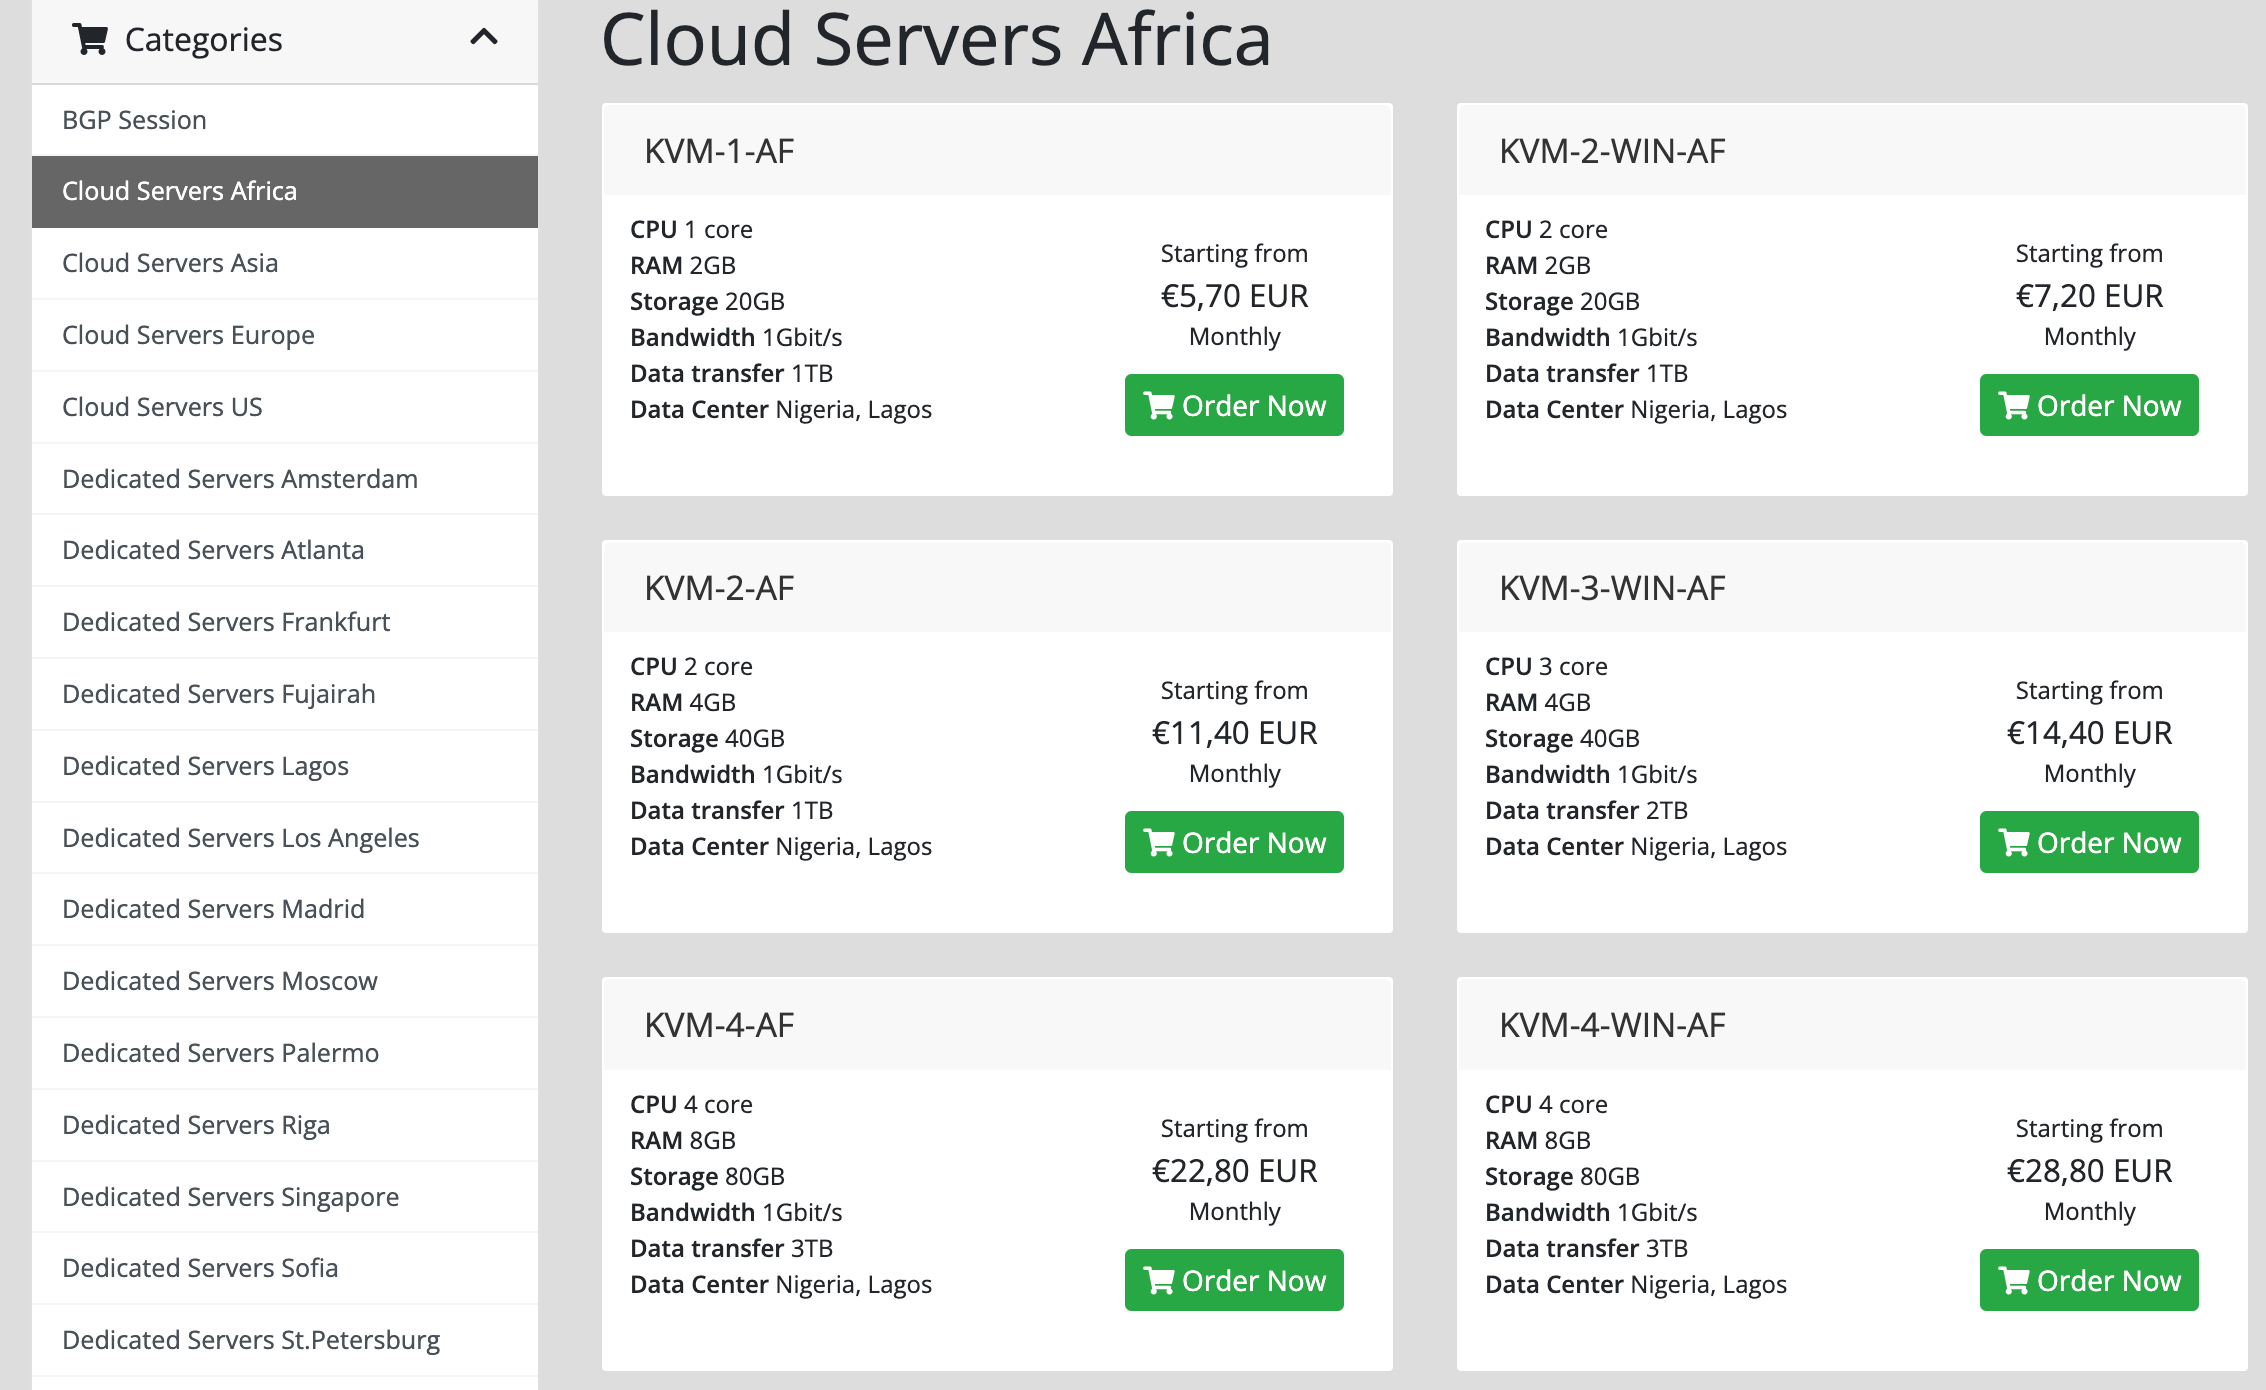 Categories
BGP Session
Cloud Servers Africa
Cloud Servers Asia
Cloud Servers Europe
Cloud Servers US
Dedicated Servers Amsterdam
Dedicated Servers Atlanta
Dedicated Servers Frankfurt
Dedicated Servers Fujairah
Dedicated Servers Lagos
Dedicated Servers Los Angeles
Dedicated Servers Madrid
Dedicated Servers Moscow
Dedicated Servers Palermo
Dedicated Servers Riga
Dedicated Servers Singapore
Dedicated Servers Sofia
Dedicated Servers St.Petersburg
Cloud Servers Africa
KVM-1-AF
CPU 1 core
RAM 2GB
Storage 20GB
Bandwidth 1Gbit/s
Data transfer 1TB
Data Center Nigeria, Lagos
Starting from
€5,70 EUR
Monthly
Order Now
KVM-2-WIN-AF
CPU 2 core
RAM 2GB
Storage 20GB
Bandwidth 1Gbit/s
Data transfer 1TB
Data Center Nigeria, Lagos
Starting from
€7,20 EUR
Monthly
Order Now
KVM-2-AF
CPU 2 core
RAM 4GB
Storage 40GB
Bandwidth 1Gbit/s
Data transfer 1TB
Data Center Nigeria, Lagos
Starting from
€11,40 EUR
Monthly
Order Now
KVM-3-WIN-AF
CPU 3 core
RAM 4GB
Storage 40GB
Bandwidth 1Gbit/s
Data transfer 2TB
Data Center Nigeria, Lagos
Starting from
€14,40 EUR
Monthly
Order Now
KVM-4-AF
CPU 4 core
RAM 8GB
Storage 80GB
Bandwidth 1Gbit/s
Data transfer 3TB
Data Center Nigeria, Lagos
Starting from
€22,80 EUR
Monthly
Order Now
KVM-4-WIN-AF
CPU 4 core
RAM 8GB
Storage 80GB
Bandwidth 1Gbit/s
Data transfer 3TB
Data Center Nigeria, Lagos
Starting from
€28,80 EUR
Monthly
Order Now